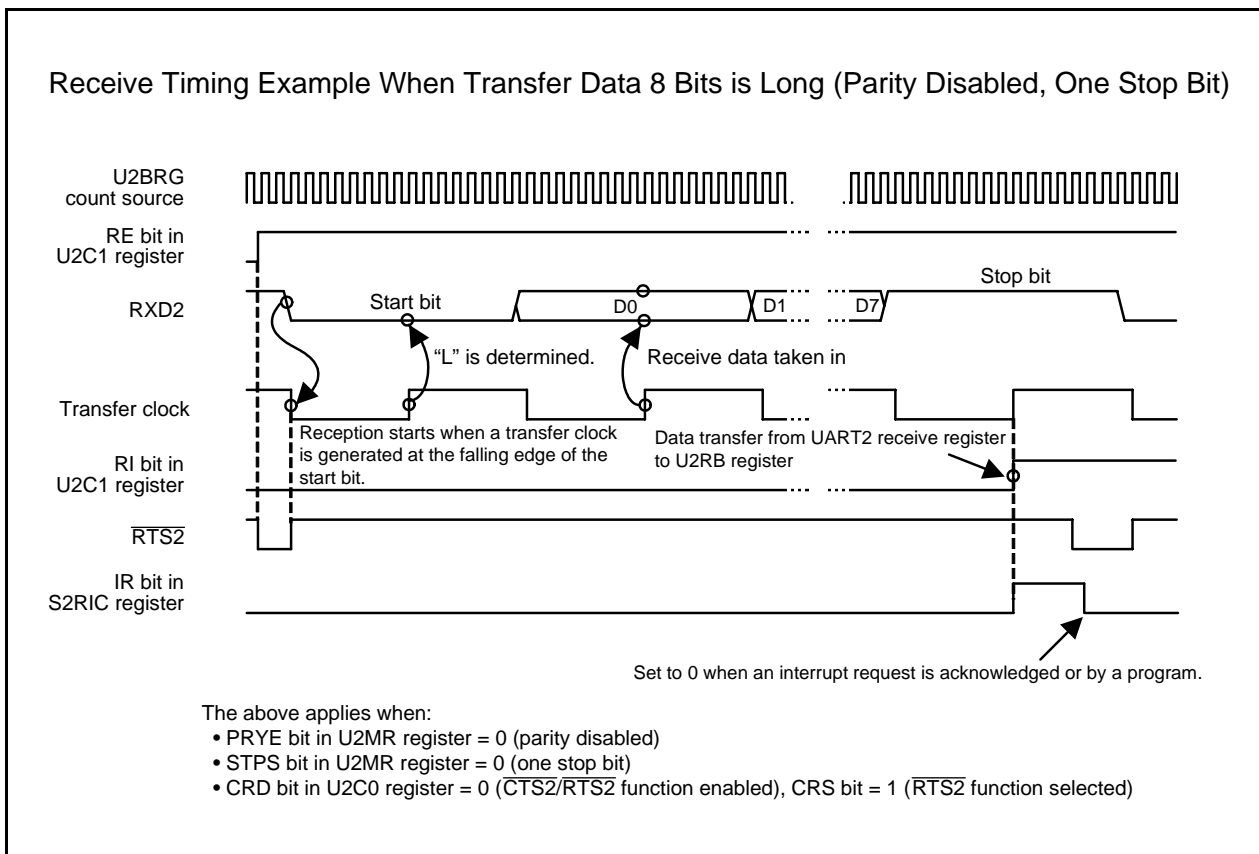 Receive Timing Example When Transfer Data 8 Bits is Long (Parity Disabled, One Stop Bit)
U2BRG
count source
RE bit in
U2C1 register
RXD2
Start bit
D0
D1
D7
Stop bit
“L” is determined.
Receive data taken in
Transfer clock
Reception starts when a transfer clock
is generated at the falling edge of the
start bit.
Data transfer from UART2 receive register
to U2RB register
RI bit in
U2C1 register
RTS2
IR bit in
S2RIC register
Set to 0 when an interrupt request is acknowledged or by a program.
The above applies when:
• PRYE bit in U2MR register = 0 (parity disabled)
• STPS bit in U2MR register = 0 (one stop bit)
• CRD bit in U2C0 register = 0 (CTS2/RTS2 function enabled), CRS bit = 1 (RTS2 function selected)